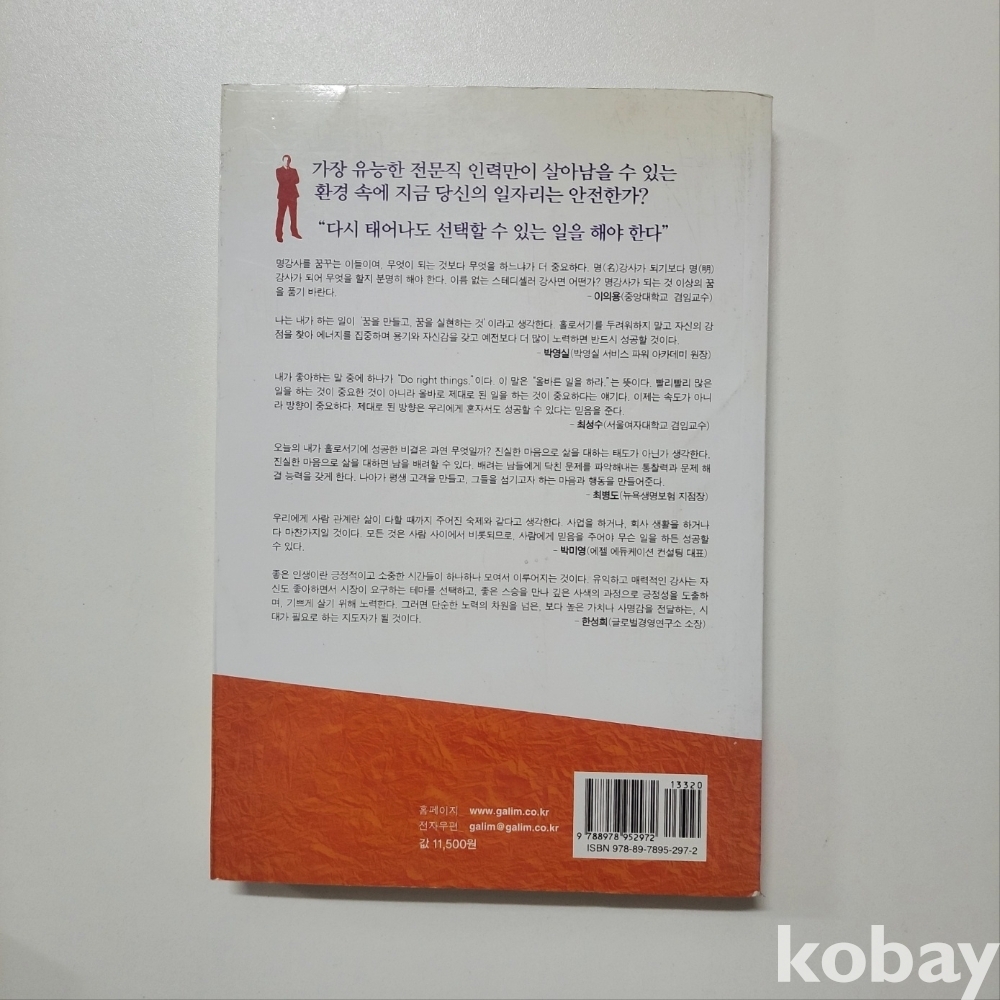 가장 유능한 전문직 인력만이 살아남을 수 있는
환경 속에 지금 당신의 일자리는 안전한가?
“다시 태어나도 선택할 수 있는 일을 해야 한다”
명강사를 꿈꾸는 이들이여, 무엇이 되는 것보다 무엇을 하느냐가 더 중요하다. 명(名)강사가 되기보다 명(明)
강사가 되어 무엇을 할지 분명히 해야 한다. 이름 없는 스테디셀러 강사면 어떤가? 명강사가 되는 것 이상의 꿈
을 품기 바란다. - 이의용(중앙대학교 겸임교수)
나는 내가 하는 일이 ‘꿈을 만들고, 꿈을 실현하는 것’이라고 생각한다. 홀로서기를 두려워하지 말고 자신의 강
점을 찾아 에너지를 집중하며 용기와 자신감을 갖고 예전보다 더 많이 노력하면 반드시 성공할 것이다.
- 박영실(박영실 서비스 파워 아카데미 원장)
내가 좋아하는 말 중에 하나가 “Do right things.”이다. 이 말은 “올바른 일을 하라,”는 뜻이다. 빨리빨리 많은
일을 하는 것이 중요한 것이 아니라 올바로 제대로 된 일을 하는 것이 중요하다는 얘기다. 이제는 속도가 아니
라 방향이 중요하다. 제대로 된 방향은 우리에게 혼자서도 성공할 수 있다는 믿음을 준다.
- 최성수(서울여자대학교 겸임교수)
오늘의 내가 홀로서기에 성공한 비결은 과연 무엇일까? 진실한 마음으로 삶을 대하는 태도가 아닌가 생각한다.
진실한 마음으로 삶을 대하면 남을 배려할 수 있다. 배려는 남들에게 닥친 문제를 파악해내는 통찰력과 문제 해
결 능력을 갖게 한다. 나아가 평생 고객을 만들고, 그들을 섬기고자 하는 마음과 행동을 만들어준다.
- 최병도(뉴욕생명보험 지점장)
우리에게 사람 관계란 삶이 다할 때까지 주어진 숙제와 같다고 생각한다. 사업을 하거나, 회사 생활을 하거나
다 마찬가지일 것이다. 모든 것은 사람 사이에서 비롯되므로, 사람에게 믿음을 주어야 무슨 일을 하든 성공할
수 있다. - 박미영(에젤 에듀케이션 컨설팅 대표)
좋은 인생이란 긍정적이고 소중한 시간들이 하나하나 모여서 이루어지는 것이다. 유익하고 매력적인 강사는 자
신도 좋아하면서 시장이 요구하는 테마를 선택하고, 좋은 스승을 만나 깊은 사색의 과정으로 긍정성을 도출하
며, 기쁘게 살기 위해 노력한다. 그러면 단순한 노력의 차원을 넘은, 보다 높은 가치나 사명감을 전달하는, 시
대가 필요로 하는 지도자가 될 것이다. - 한성희(글로벌경영연구소 소장)
홈페이지_ www.galim.co.kr
전자우편_ galim@galim.co.kr
값 11,500원
13320
9 788978 952972
ISBN 978-89-7895-297-2
kobay